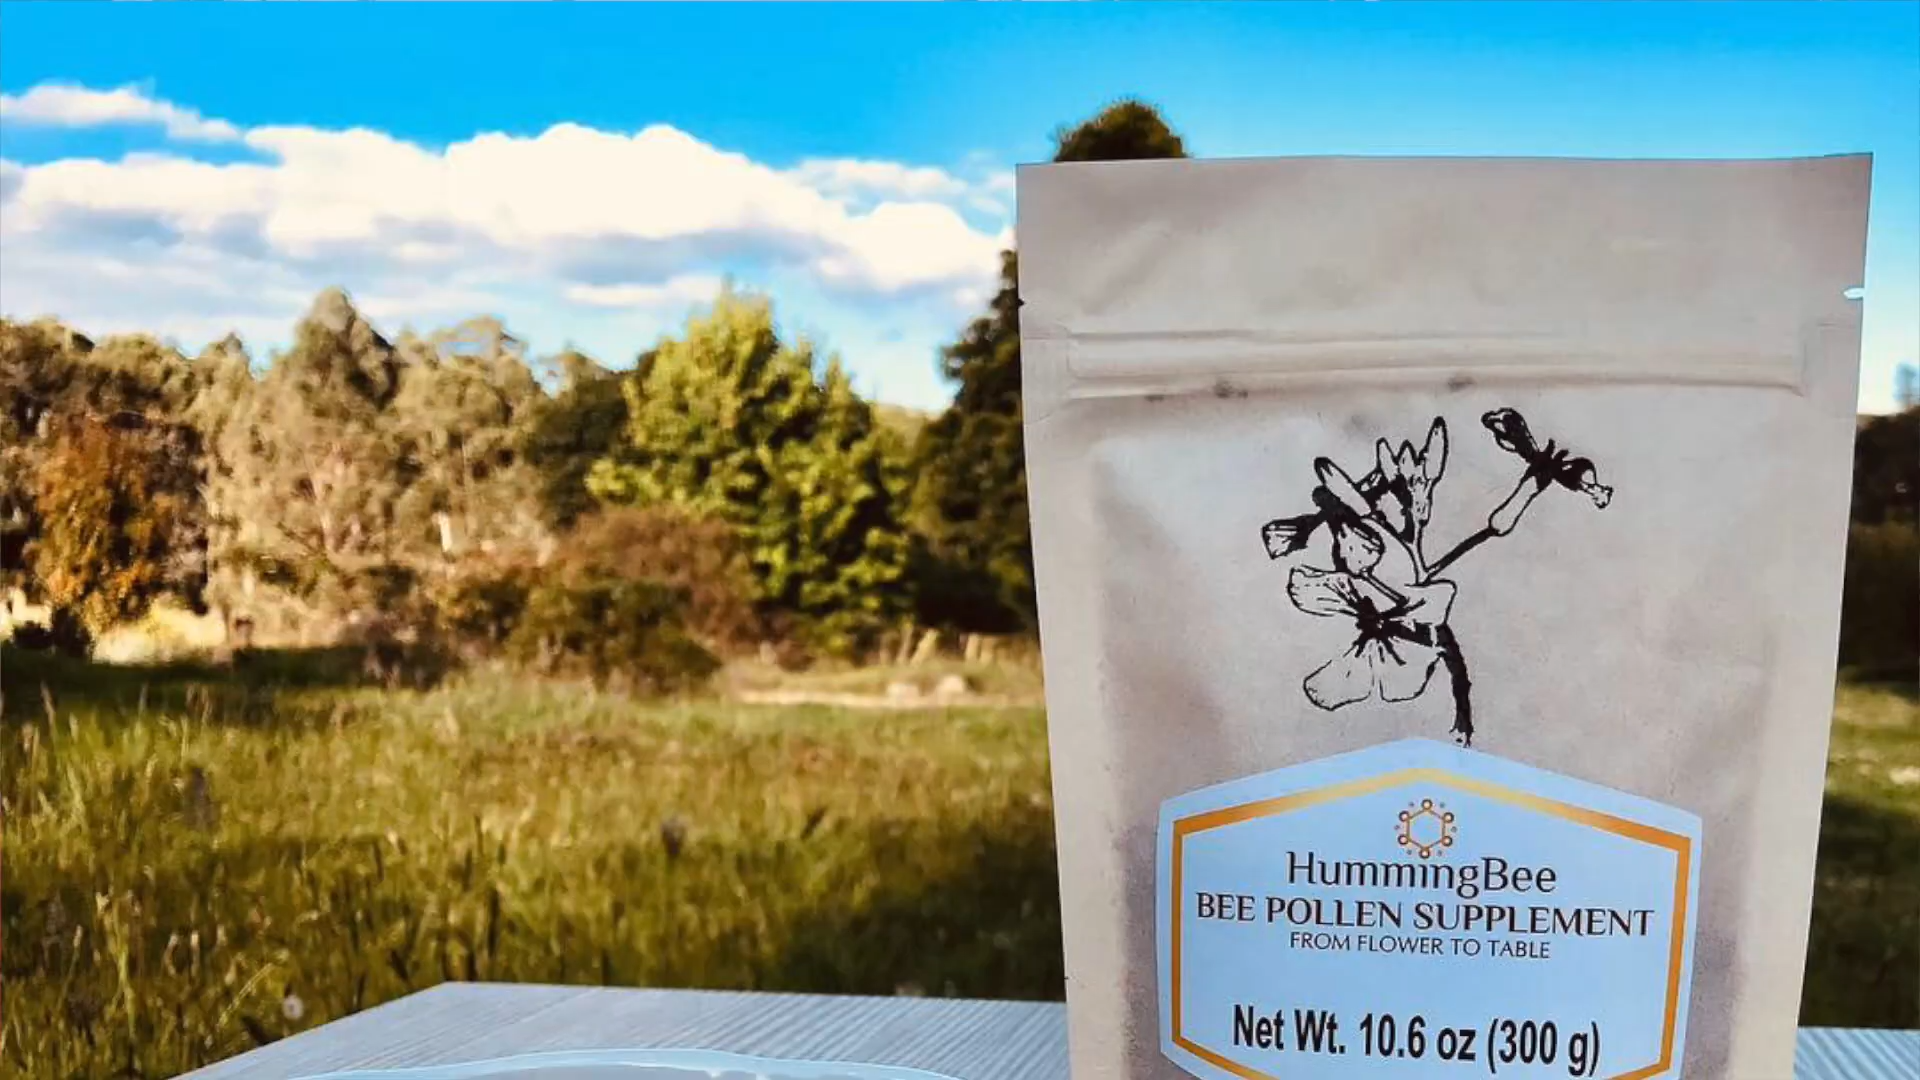 HummingBee
BEE POLLEN SUPPLEMENT
FROM FLOWER TO TABLE
Net Wt. 10.6 oz (300 g)